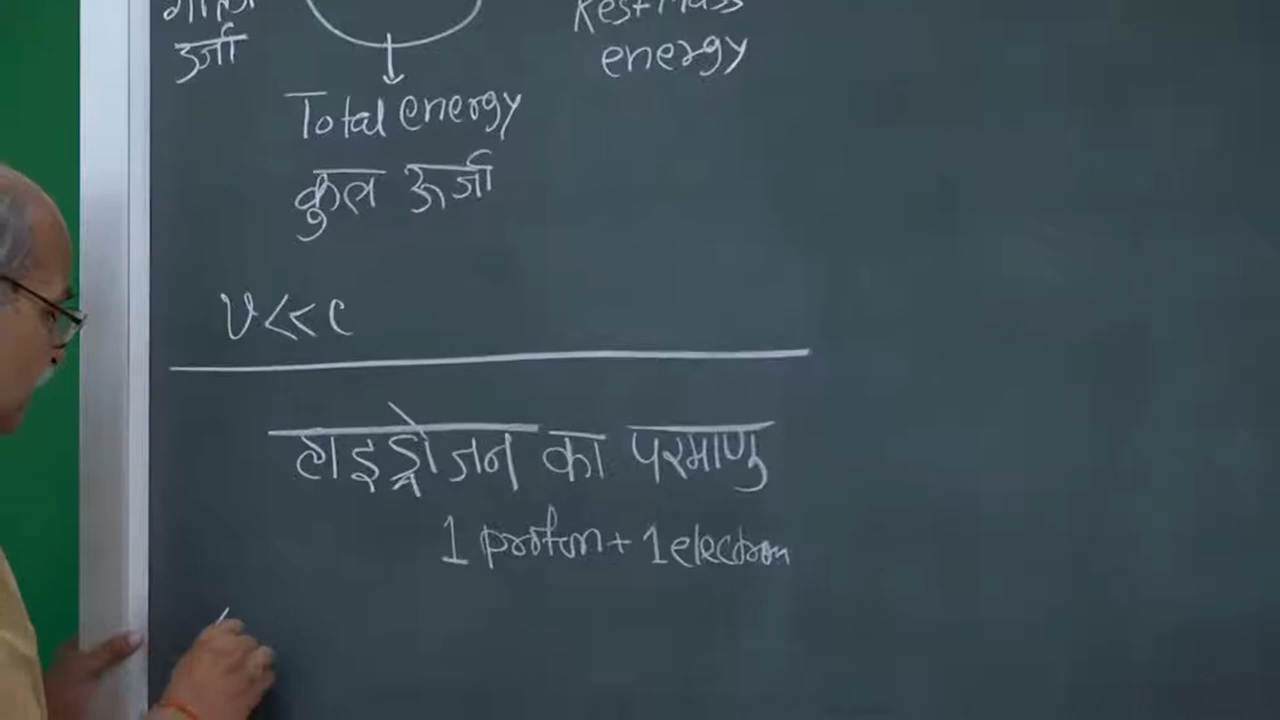 ऊर्जा
Rest mass
energy
Total energy
कुल ऊर्जा
v<<c
हाइड्रोजन का परमाणु
1 proton + 1 electron